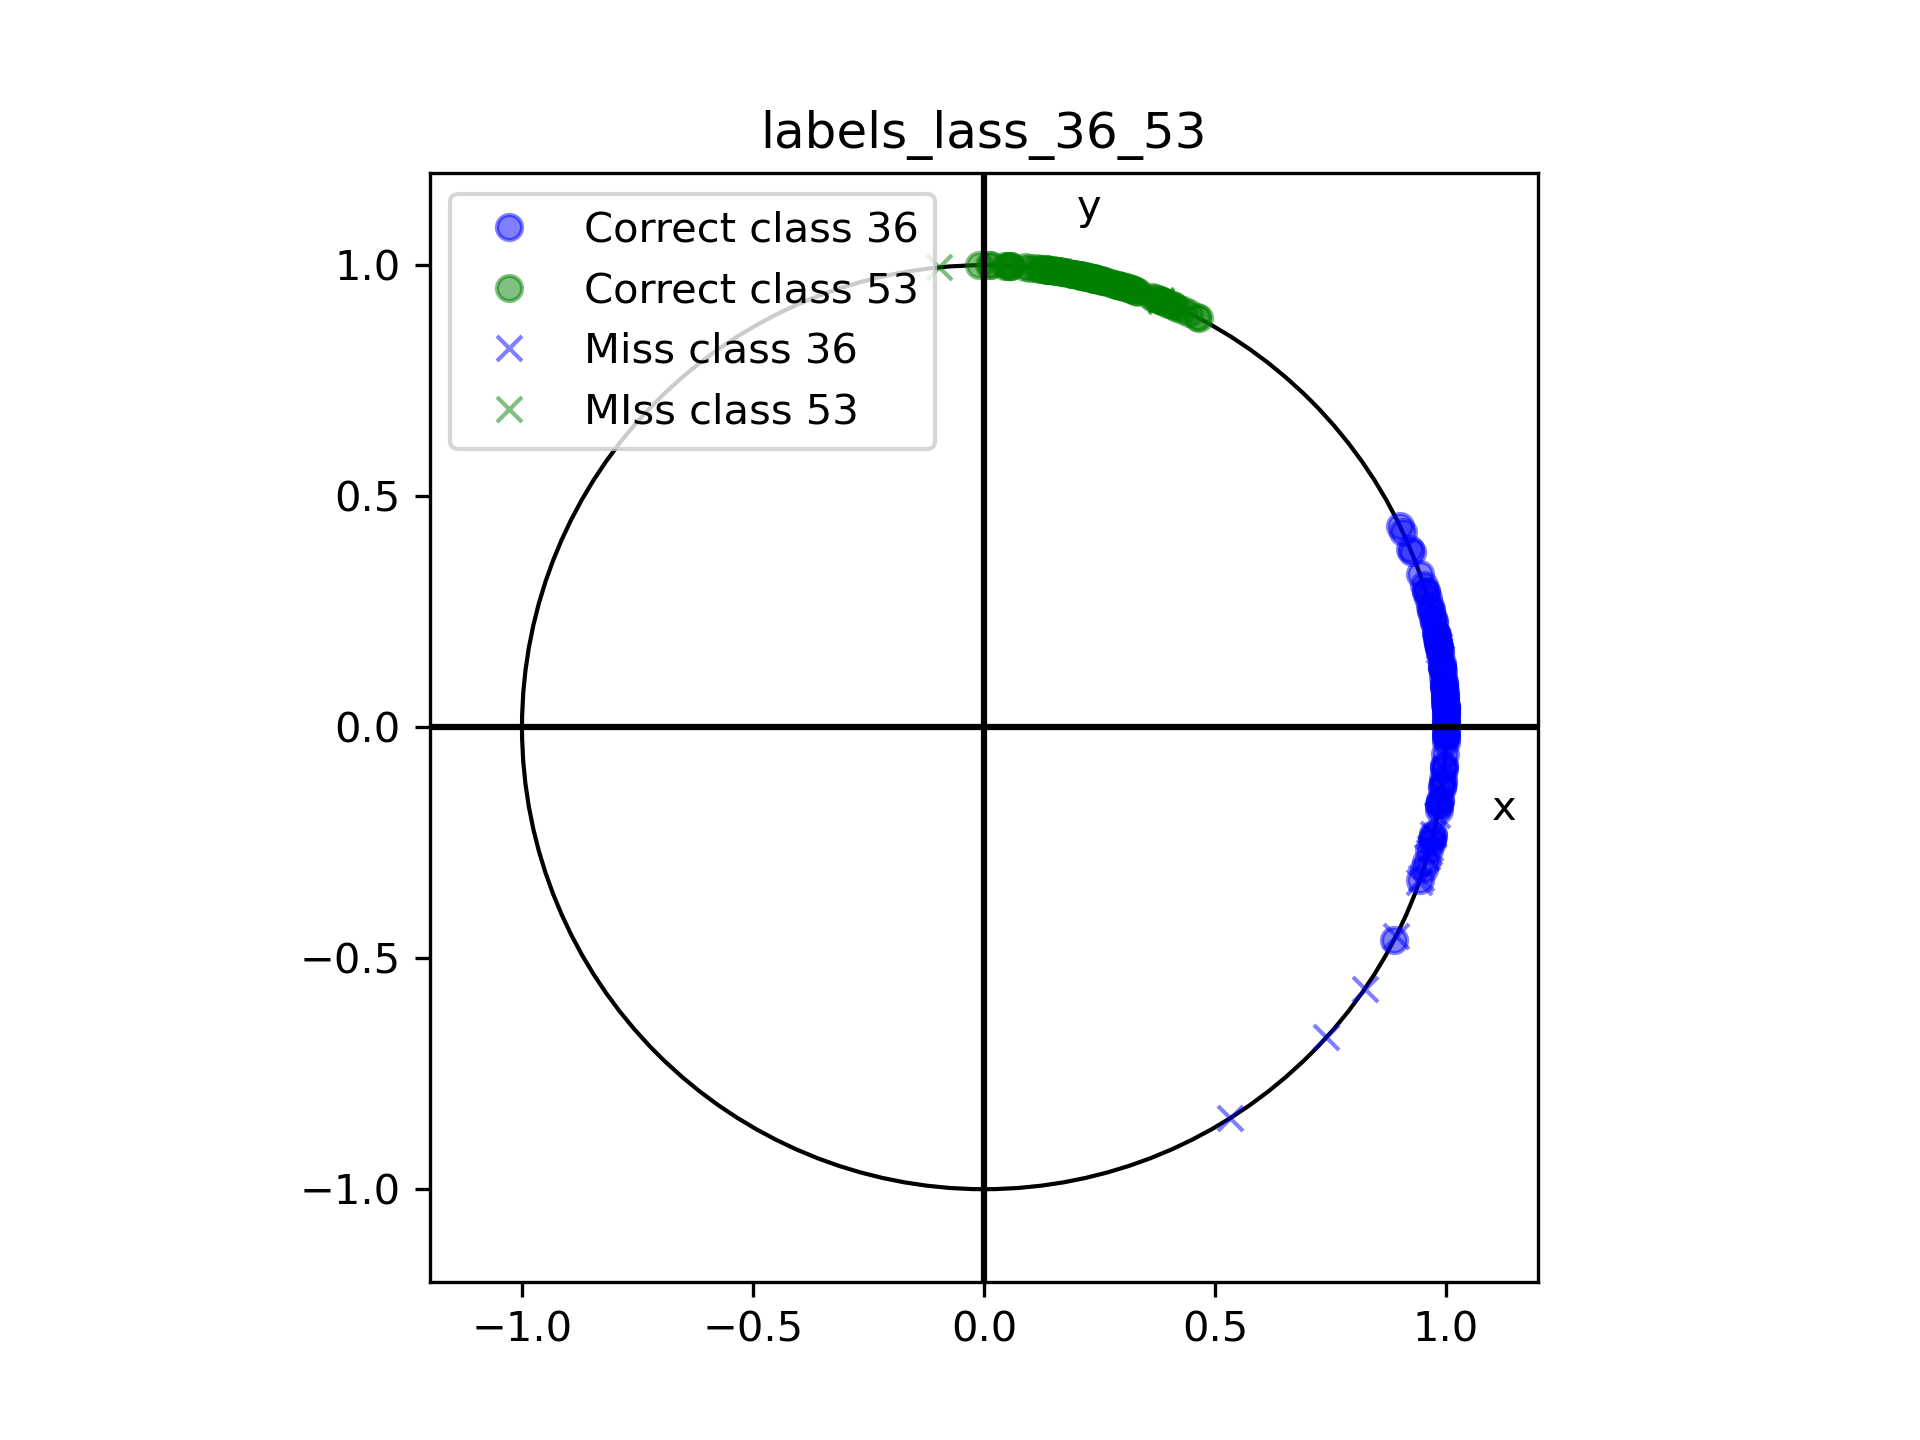 labels_lass_36_53
y
Correct class 36
Correct class 53
Miss class 36
MIss class 53
1.0
0.5
0.0
−0.5
−1.0
x
−1.0 −0.5 0.0 0.5 1.0